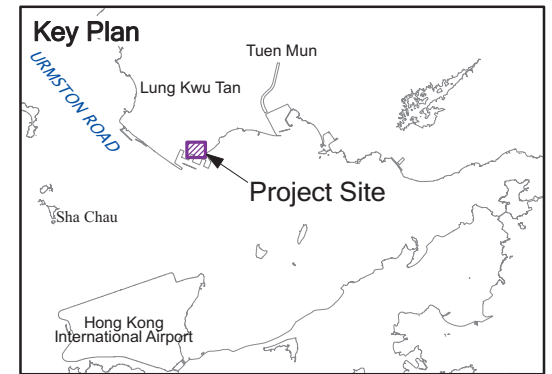 Key Plan
Tuen Mun
URMSTON ROAD
Lung Kwu Tan
Project Site
Sha Chau
Hong Kong
International Airport